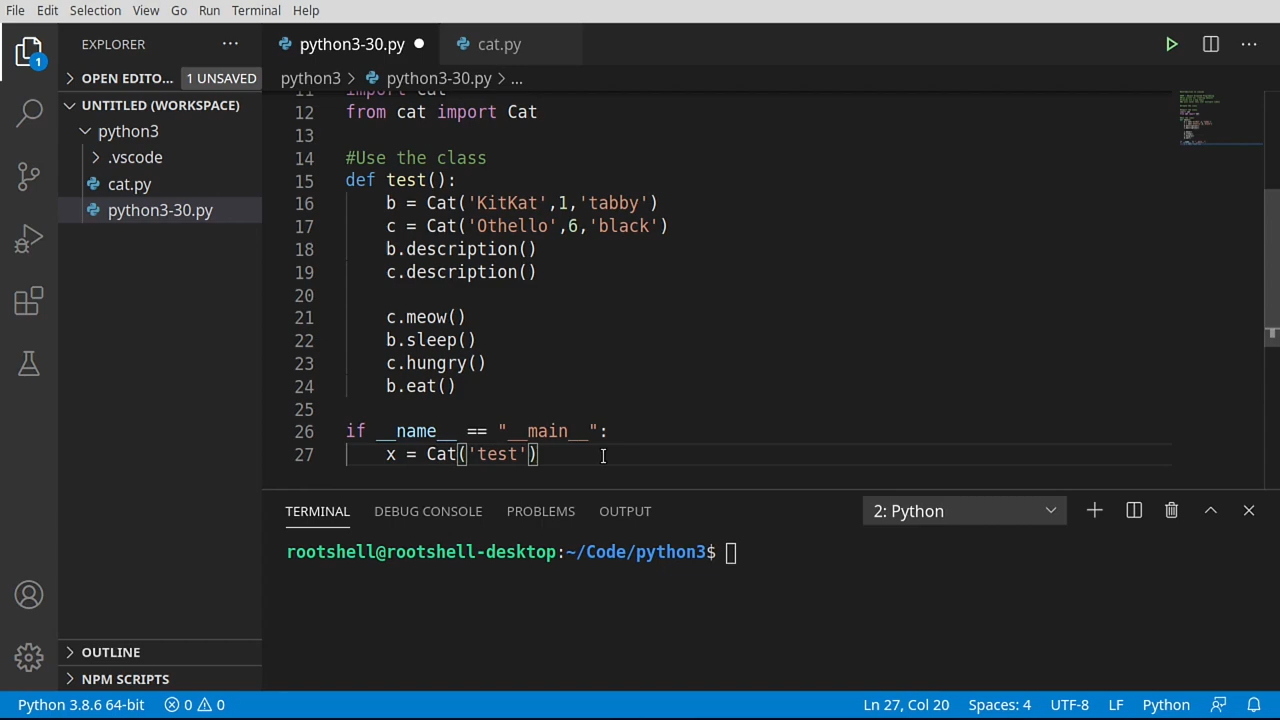 File Edit Selection View Go Run Terminal Help
EXPLORER
python3-30.py
cat.py
1
OPEN EDITO... 1 UNSAVED
python3 > python3-30.py > ...
UNTITLED (WORKSPACE)
python3
.vscode
cat.py
python3-30.py
11 import Cat
12 from cat import Cat
13
14 #Use the class
15 def test():
16 b = Cat('KitKat',1,'tabby')
17 c = Cat('Othello',6,'black')
18 b.description()
19 c.description()
20
21 c.meow()
22 b.sleep()
23 c.hungry()
24 b.eat()
25
26 if __name__ == "__main__":
27 x = Cat('test')
TERMINAL DEBUG CONSOLE PROBLEMS OUTPUT 2: Python
rootshell@rootshell-desktop:~/Code/python3$
OUTLINE
NPM SCRIPTS
Python 3.8.6 64-bit 0 0 Ln 27, Col 20 Spaces: 4 UTF-8 LF Python